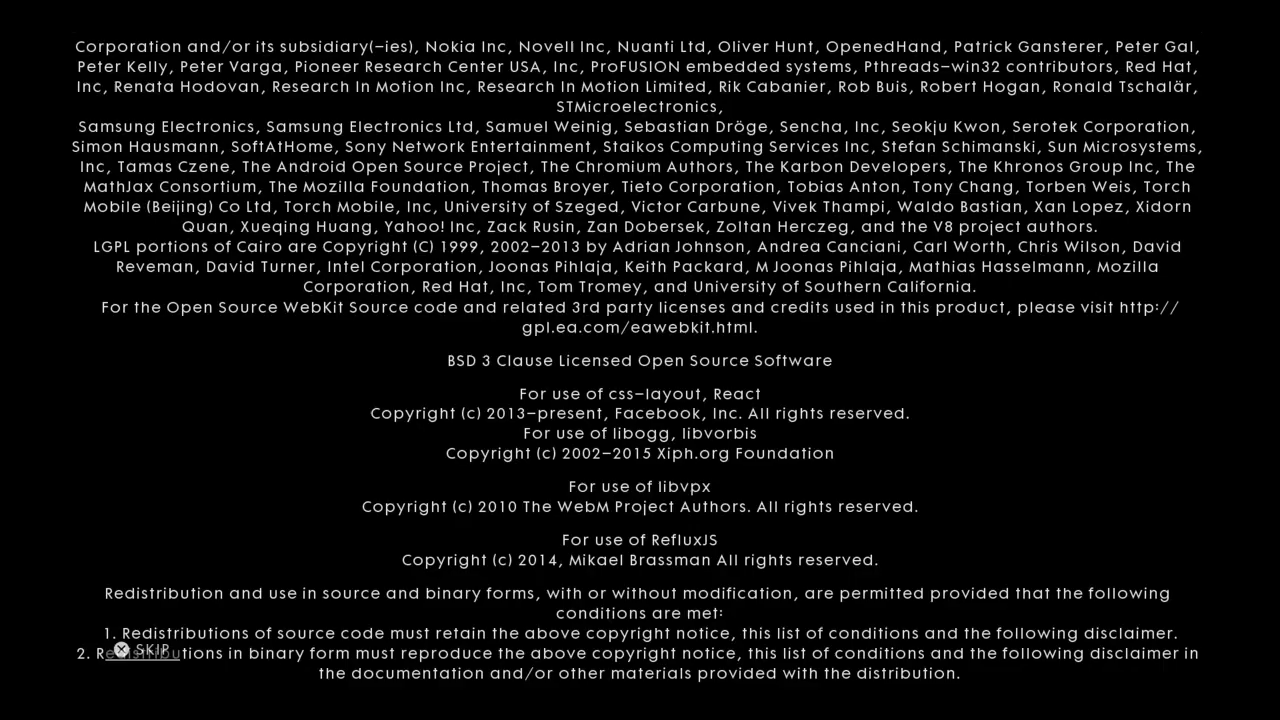 Corporation and/or its subsidiary(-ies), Nokia Inc, Novell Inc, Nuanti Ltd, Oliver Hunt, OpenedHand, Patrick Gansterer, Peter Gal,
Peter Kelly, Peter Varga, Pioneer Research Center USA, Inc, ProFUSION embedded systems, Pthreads-win32 contributors, Red Hat,
Inc, Renata Hodovan, Research In Motion Inc, Research In Motion Limited, Rik Cabanier, Rob Buis, Robert Hogan, Ronald Tschalär,
STMicroelectronics,
Samsung Electronics, Samsung Electronics Ltd, Samuel Weinig, Sebastian Dröge, Sencha, Inc, Seokju Kwon, Serotek Corporation,
Simon Hausmann, SoftAtHome, Sony Network Entertainment, Staikos Computing Services Inc, Stefan Schimanski, Sun Microsystems,
Inc, Tamas Czene, The Android Open Source Project, The Chromium Authors, The Karbon Developers, The Khronos Group Inc, The
MathJax Consortium, The Mozilla Foundation, Thomas Broyer, Tieto Corporation, Tobias Anton, Tony Chang, Torben Weis, Torch
Mobile (Beijing) Co Ltd, Torch Mobile, Inc, University of Szeged, Victor Carbune, Vivek Thampi, Waldo Bastian, Xan Lopez, Xidorn
Quan, Xueqing Huang, Yahoo! Inc, Zack Rusin, Zan Dobersek, Zoltan Herczeg, and the V8 project authors.
LGPL portions of Cairo are Copyright (C) 1999, 2002-2013 by Adrian Johnson, Andrea Canciani, Carl Worth, Chris Wilson, David
Reveman, David Turner, Intel Corporation, Joonas Pihlaja, Keith Packard, M Joonas Pihlaja, Mathias Hasselmann, Mozilla
Corporation, Red Hat, Inc, Tom Tromey, and University of Southern California.
For the Open Source WebKit Source code and related 3rd party licenses and credits used in this product, please visit http://
gpl.ea.com/eawebkit.html.
BSD 3 Clause Licensed Open Source Software
For use of css-layout, React
Copyright (c) 2013-present, Facebook, Inc. All rights reserved.
For use of libogg, libvorbis
Copyright (c) 2002-2015 Xiph.org Foundation
For use of libvpx
Copyright (c) 2010 The WebM Project Authors. All rights reserved.
For use of RefluxJS
Copyright (c) 2014, Mikael Brassman All rights reserved.
Redistribution and use in source and binary forms, with or without modification, are permitted provided that the following
conditions are met:
1. Redistributions of source code must retain the above copyright notice, this list of conditions and the following disclaimer.
SKIP
2. Redistributions in binary form must reproduce the above copyright notice, this list of conditions and the following disclaimer in
the documentation and/or other materials provided with the distribution.